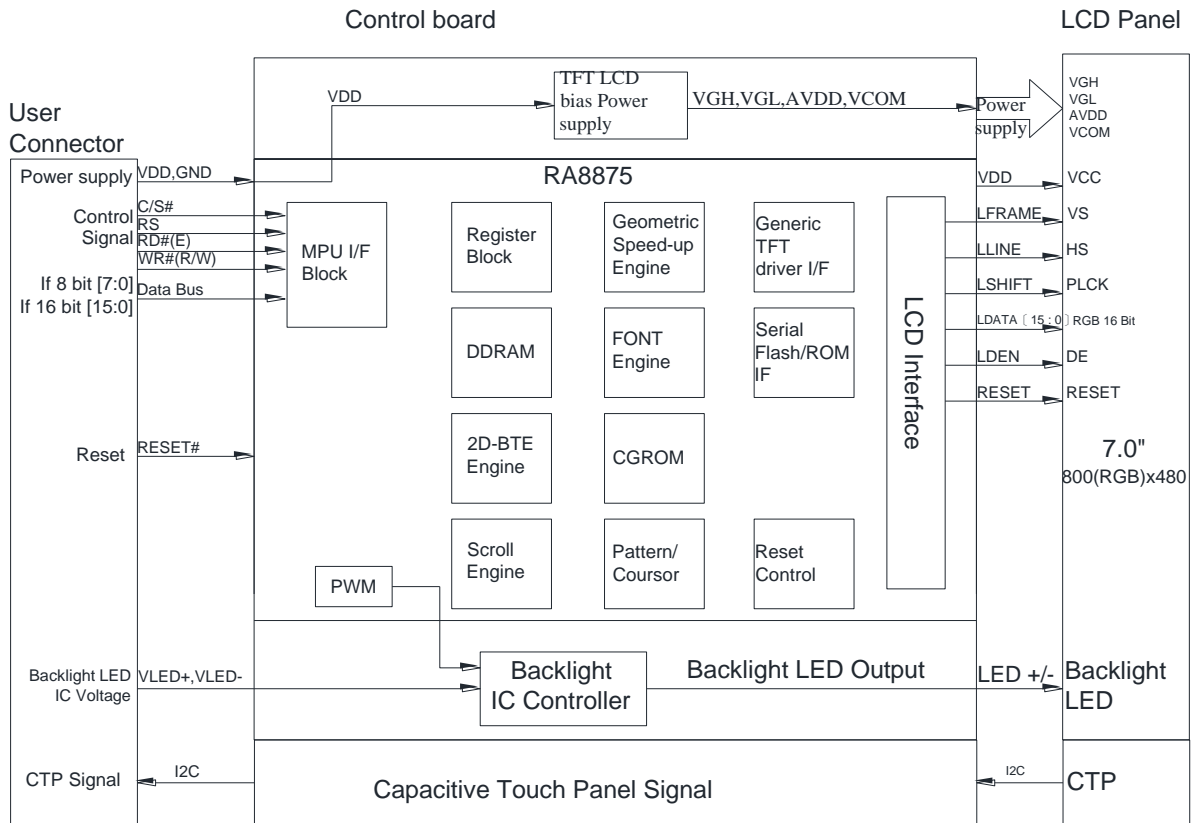 Control board
LCD Panel
User
Connector
VDD
TFT LCD
bias Power
supply
VGH,VGL,AVDD,VCOM
Power
supply
VGH
VGL
AVDD
VCOM
Power supply
VDD,GND
RA8875
VDD
VCC
Control
Signal
C/S#
RS
RD#(E)
WR#(R/W)
If 8 bit [7:0]
If 16 bit [15:0]
Data Bus
MPU I/F
Block
Register
Block
Geometric
Speed-up
Engine
Generic
TFT
driver I/F
DDRAM
FONT
Engine
Serial
Flash/ROM
IF
2D-BTE
Engine
CGROM
Scroll
Engine
Pattern/
Coursor
Reset
Control
LCD Interface
LFRAME
VS
LLINE
HS
LSHIFT
PLCK
LDATA〔15:0〕RGB 16 Bit
LDEN
DE
RESET
RESET
Reset
RESET#
7.0"
800(RGB)x480
PWM
Backlight LED
IC Voltage
VLED+,VLED-
Backlight
IC Controller
Backlight LED Output
LED +/-
Backlight
LED
CTP Signal
I2C
Capacitive Touch Panel Signal
I2C
CTP